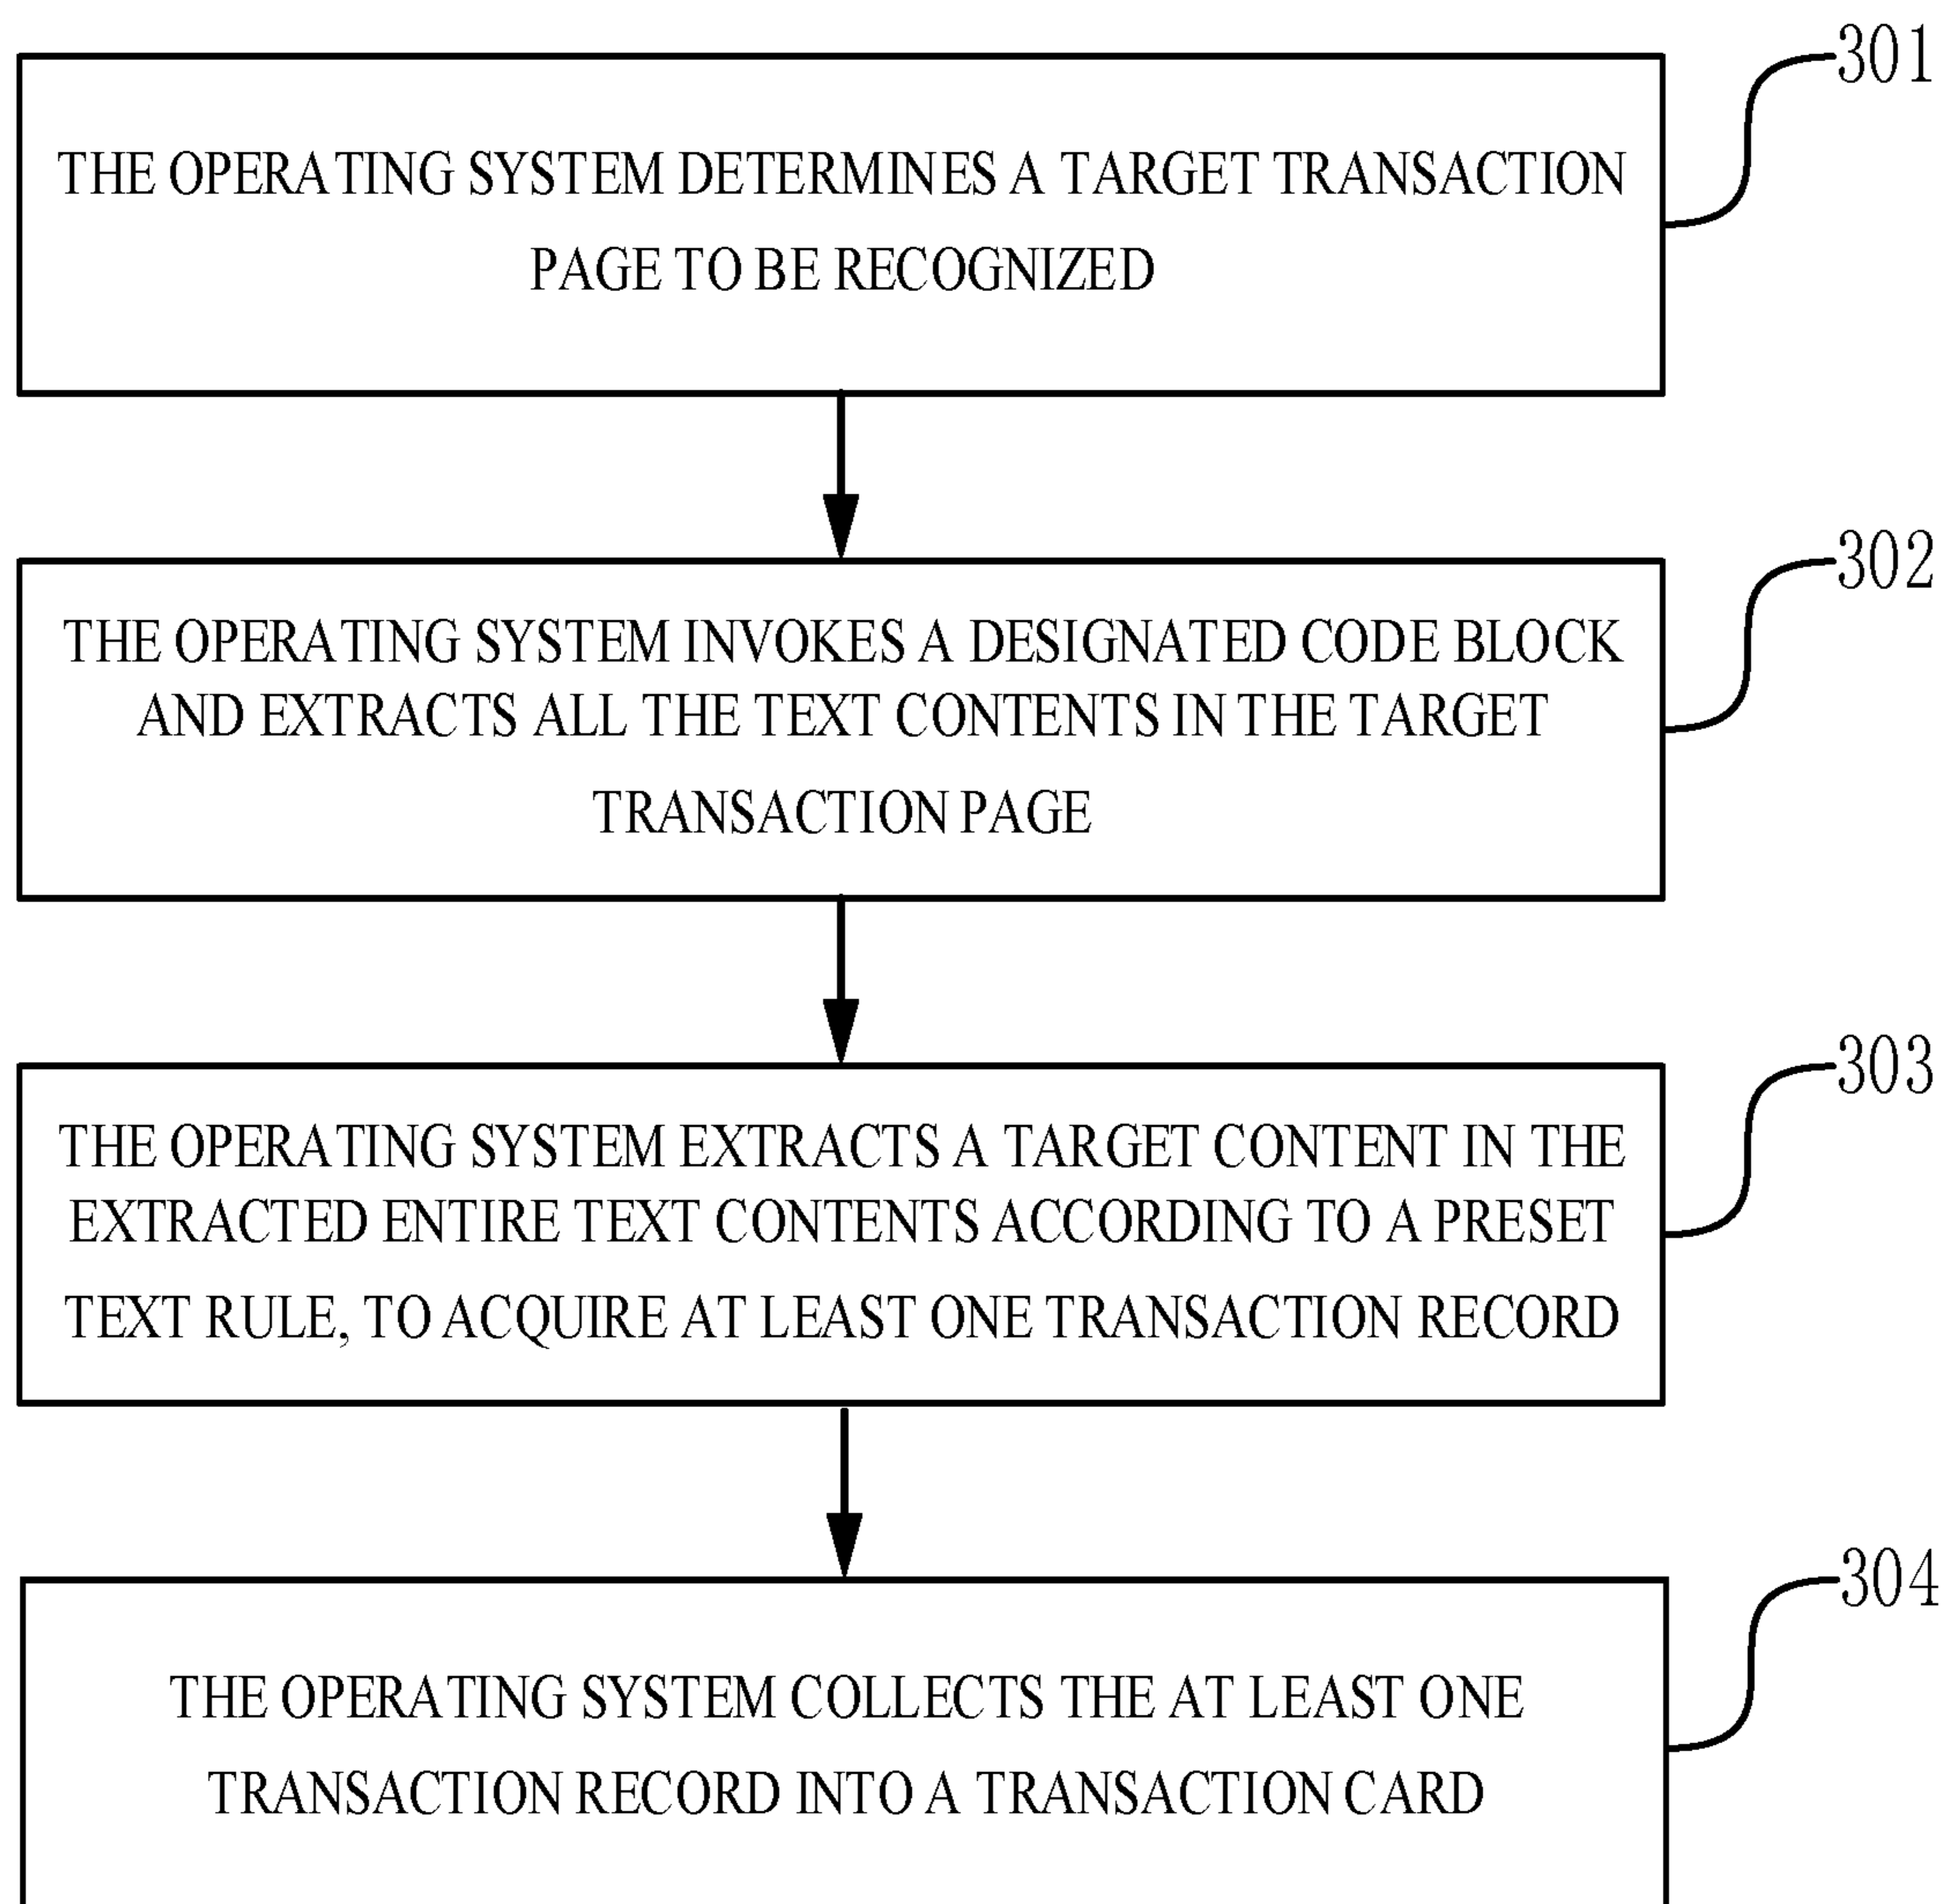 301
THE OPERATING SYSTEM DETERMINES A TARGET TRANSACTION
PAGE TO BE RECOGNIZED
302
THE OPERATING SYSTEM INVOKES A DESIGNATED CODE BLOCK
AND EXTRACTS ALL THE TEXT CONTENTS IN THE TARGET
TRANSACTION PAGE
303
THE OPERATING SYSTEM EXTRACTS A TARGET CONTENT IN THE
EXTRACTED ENTIRE TEXT CONTENTS ACCORDING TO A PRESET
TEXT RULE, TO ACQUIRE AT LEAST ONE TRANSACTION RECORD
304
THE OPERATING SYSTEM COLLECTS THE AT LEAST ONE
TRANSACTION RECORD INTO A TRANSACTION CARD